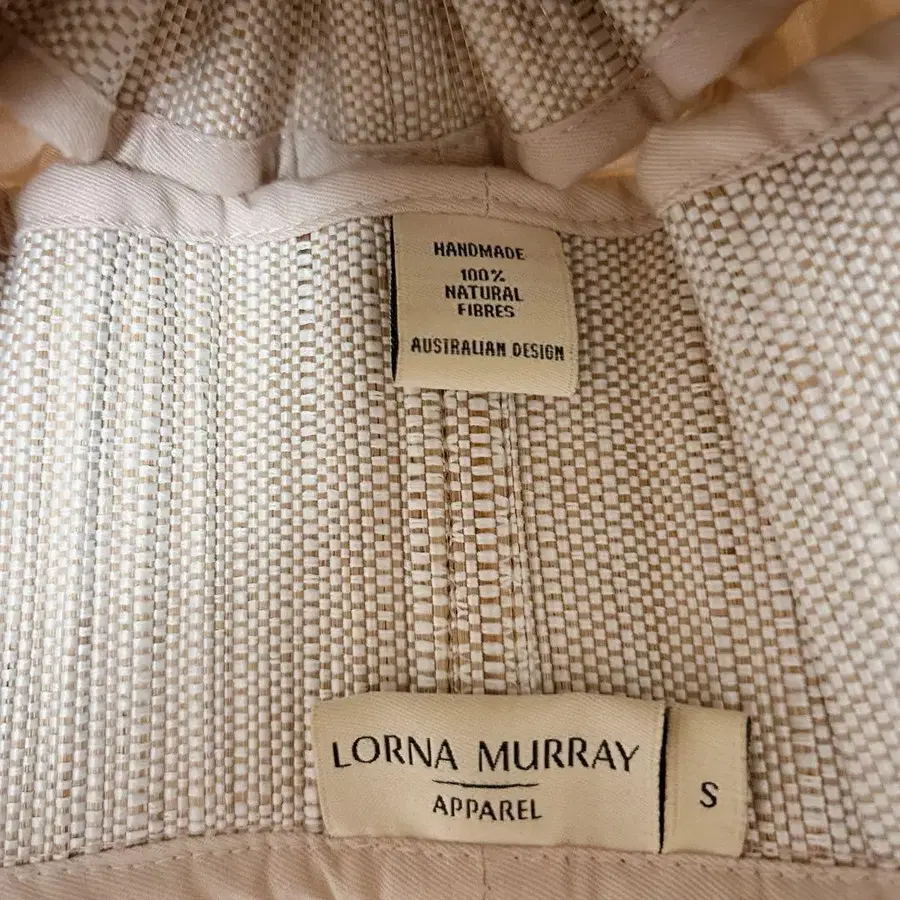 HANDMADE
100%
NATURAL
FIBRES
AUSTRALIAN DESIGN
LORNA MURRAY
APPAREL
S